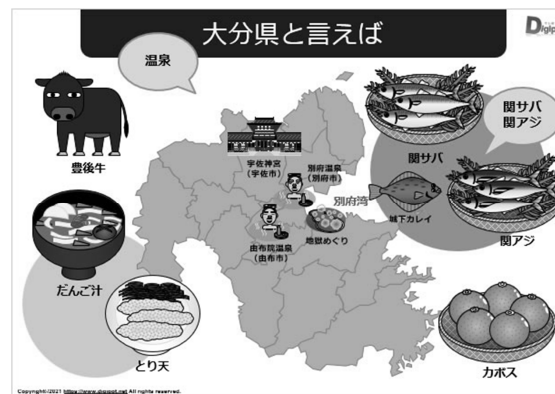 大分県と言えば
Digip
温泉
豊後牛
宇佐神宮
(宇佐市)
別府温泉
(別府市)
別府湾
由布院温泉
(由布市)
地獄めぐり
関サバ
関アジ
関サバ
城下カレイ
関アジ
だんご汁
とり天
カボス
Copyright©2021 https://www.digipot.net All rights reserved.